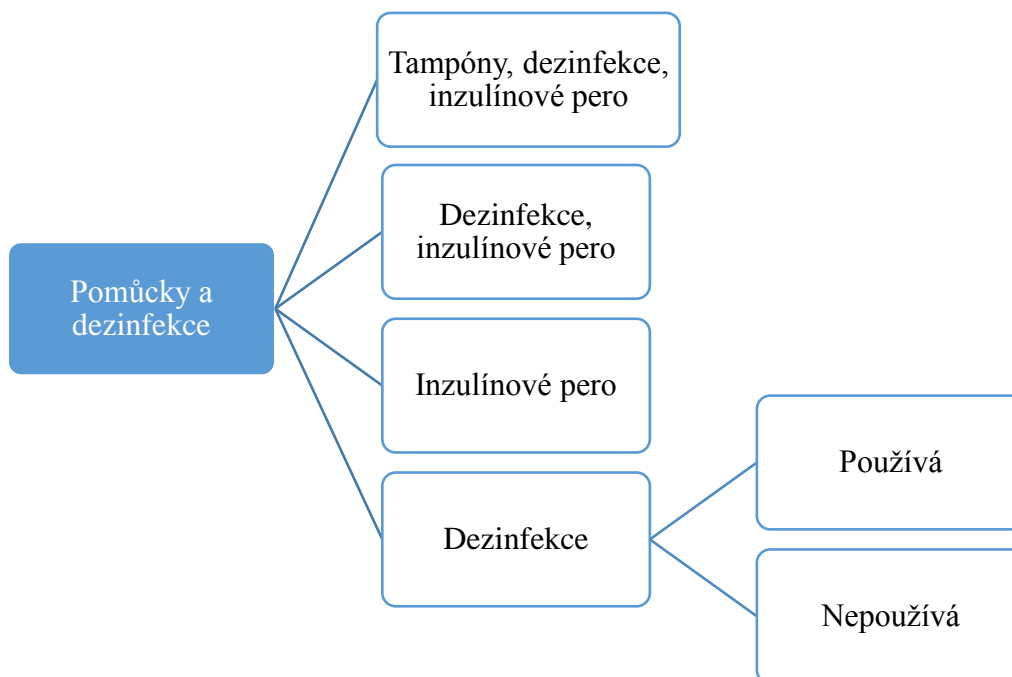 Tampóny, dezinfekce,
inzulínové pero
Dezinfekce,
inzulínové pero
Pomůcky a
dezinfekce
Inzulínové pero
Používá
Dezinfekce
Nepoužívá